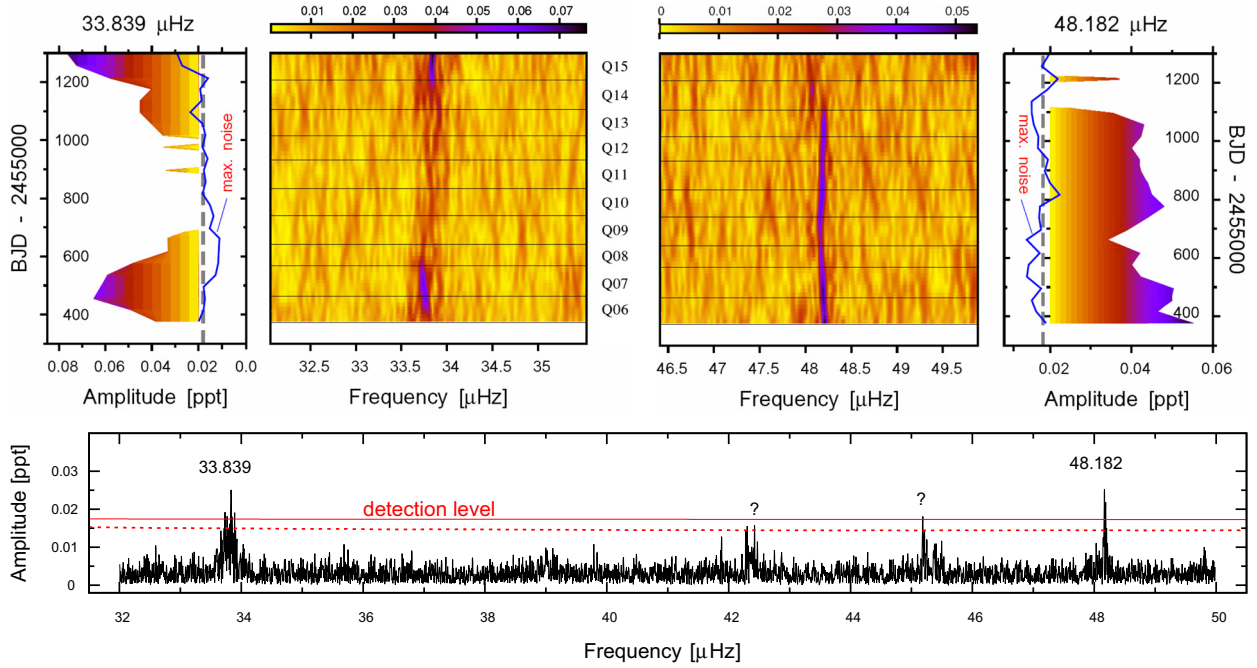 33.839 μHz
0.01 0.02 0.03 0.04 0.05 0.06 0.07
0 0.01 0.02 0.03 0.04 0.05
48.182 μHz
1200
1000
800
600
400
BJD - 2455000
max. noise
0.08 0.06 0.04 0.02 0.0
Amplitude [ppt]
32.5 33 33.5 34 34.5 35
Frequency [μHz]
Q15
Q14
Q13
Q12
Q11
Q10
Q09
Q08
Q07
Q06
46.5 47 47.5 48 48.5 49 49.5
Frequency [μHz]
max. noise
1200
1000
800
600
400
BJD - 2455000
0.02 0.04 0.06
Amplitude [ppt]
Amplitude [ppt]
0.03
0.02
0.01
0
33.839
detection level
?
?
48.182
32 34 36 38 40 42 44 46 48 50
Frequency [μHz]